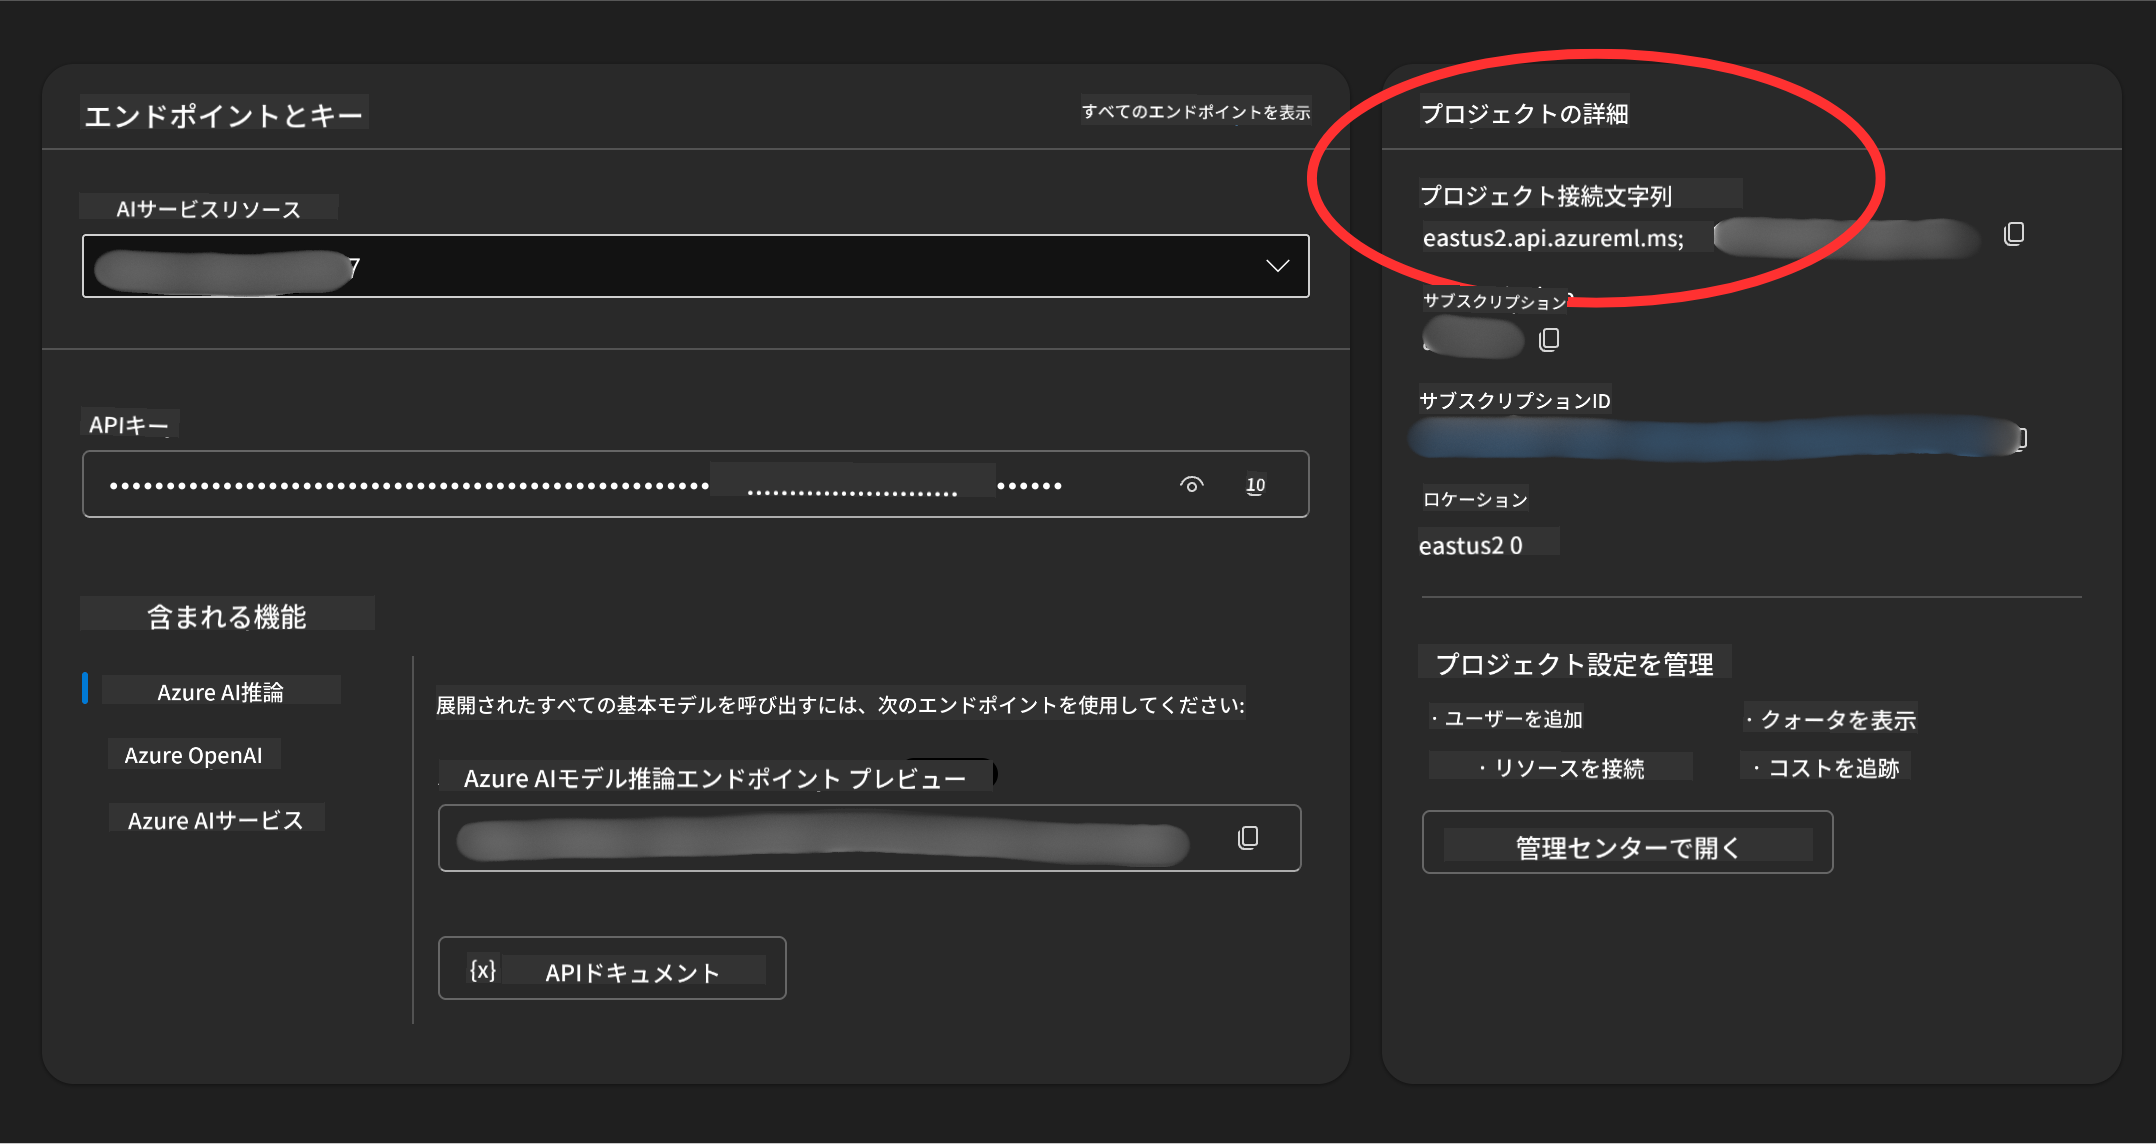 エンドポイントとキー
すべてのエンドポイントを表示
AIサービスリソース
7
APIキー
10
含まれる機能
Azure AI推論
Azure OpenAI
Azure AIサービス
展開されたすべての基本モデルを呼び出すには、次のエンドポイントを使用してください:
Azure AIモデル推論エンドポイント プレビュー
{x} APIドキュメント
プロジェクトの詳細
プロジェクト接続文字列
eastus2.api.azureml.ms;
サブスクリプション
サブスクリプションID
ロケーション
eastus2 0
プロジェクト設定を管理
· ユーザーを追加
· クォータを表示
· リソースを接続
· コストを追跡
管理センターで開く